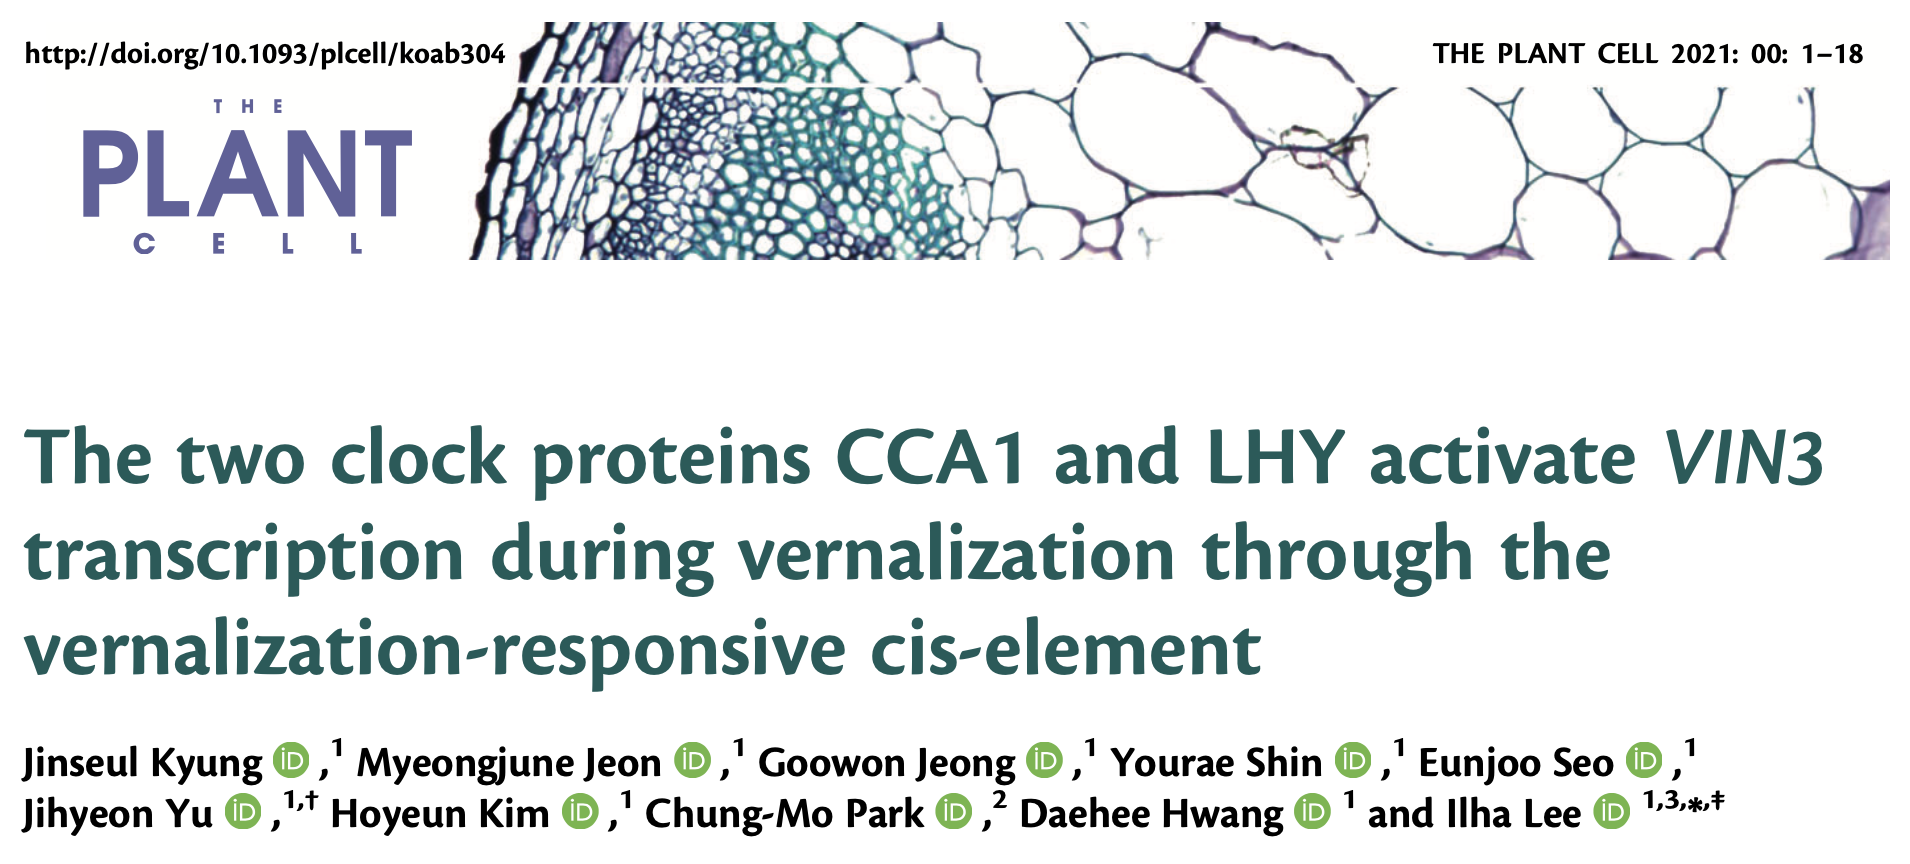 http://doi.org/10.1093/plcell/koab304
THE PLANT CELL 2021: 00: 1–18
THE
PLANT
CELL
The two clock proteins CCA1 and LHY activate VIN3
transcription during vernalization through the
vernalization-responsive cis-element
Jinseul Kyung iD ,1 Myeongjune Jeon iD ,1 Goowon Jeong iD ,1 Yourae Shin iD ,1 Eunjoo Seo iD ,1
Jihyeon Yu iD ,1,† Hoyeun Kim iD ,1 Chung-Mo Park iD ,2 Daehee Hwang iD 1 and Ilha Lee iD 1,3,*,‡